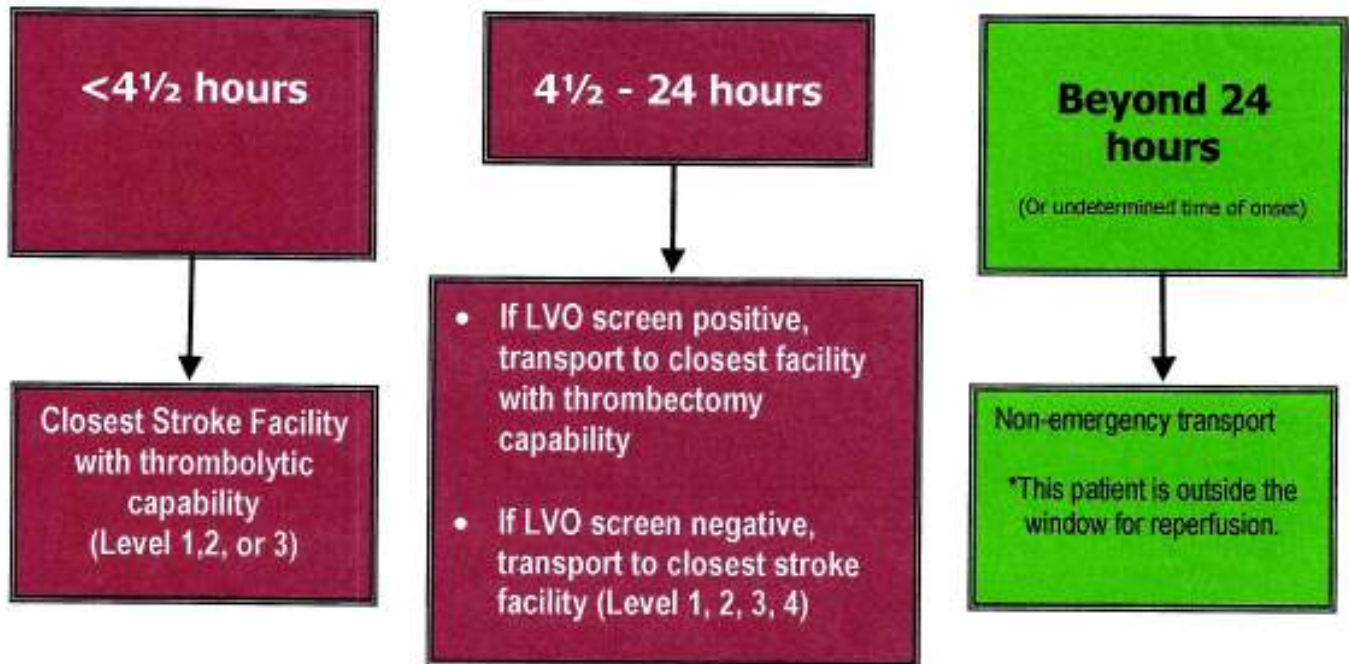 <4½ hours
Closest Stroke Facility
with thrombolytic
capability
(Level 1,2, or 3)
4½ - 24 hours
• If LVO screen positive,
transport to closest facility
with thrombectomy
capability
• If LVO screen negative,
transport to closest stroke
facility (Level 1, 2, 3, 4)
Beyond 24
hours
(Or undetermined time of onset)
Non-emergency transport
*This patient is outside the
window for reperfusion.